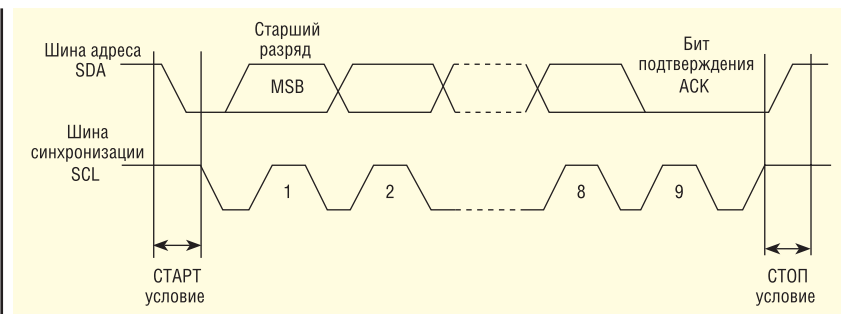 Шина адреса
SDA
Старший
разряд
MSB
Бит
подтверждения
ACK
Шина
синхронизации
SCL
1
2
8
9
СТАРТ
условие
СТОП
условие